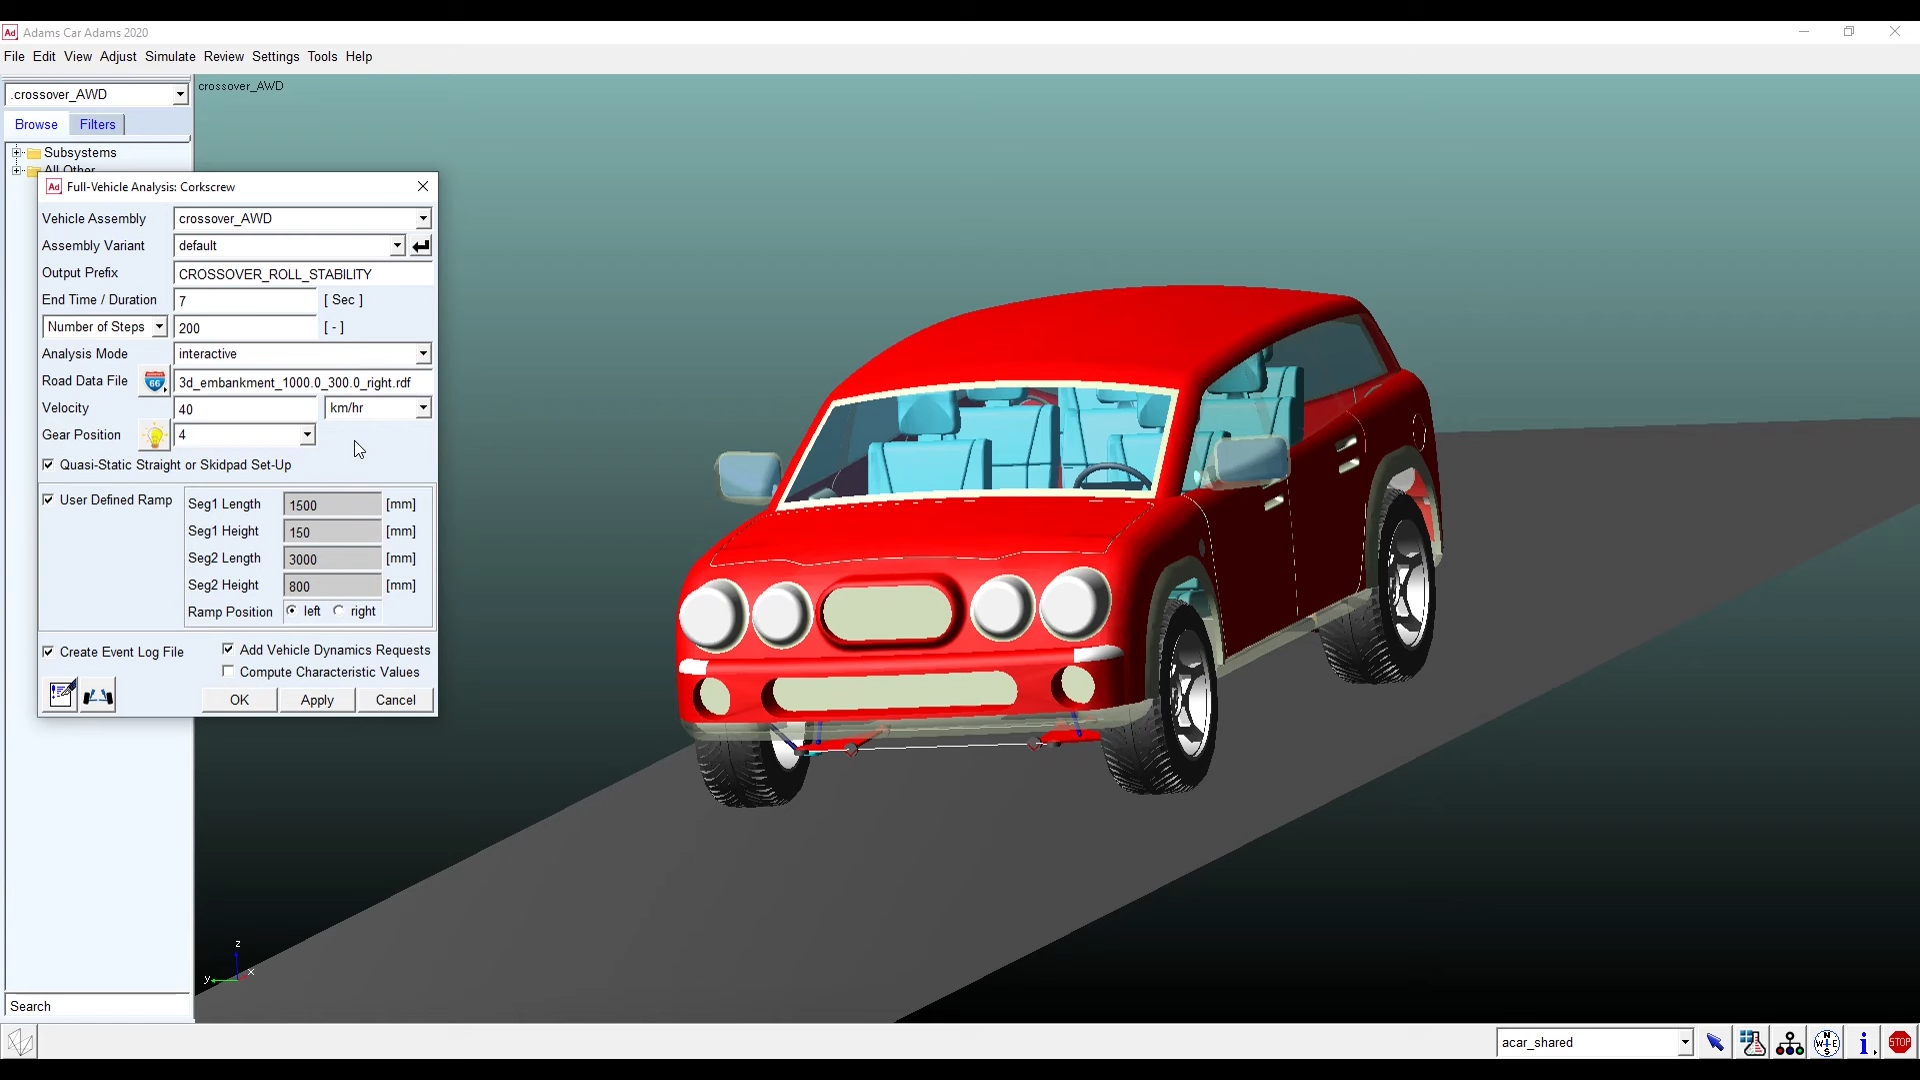 Ad Adams Car Adams 2020
File Edit View Adjust Simulate Review Settings Tools Help
.crossover_AWD
crossover_AWD
Browse Filters
Subsystems
All Other
Ad Full-Vehicle Analysis: Corkscrew
Vehicle Assembly crossover_AWD
Assembly Variant default
Output Prefix CROSSOVER_ROLL_STABILITY
End Time / Duration 7 [ Sec ]
Number of Steps 200 [ - ]
Analysis Mode interactive
Road Data File 66 3d_embankment_1000.0_300.0_right.rdf
Velocity 40 km/hr
Gear Position 4
Quasi-Static Straight or Skidpad Set-Up
User Defined Ramp
Seg1 Length 1500 [mm]
Seg1 Height 150 [mm]
Seg2 Length 3000 [mm]
Seg2 Height 800 [mm]
Ramp Position left right
Create Event Log File
Add Vehicle Dynamics Requests
Compute Characteristic Values
OK Apply Cancel
z
y x
Search
acar_shared
N
W E
S
i
STOP